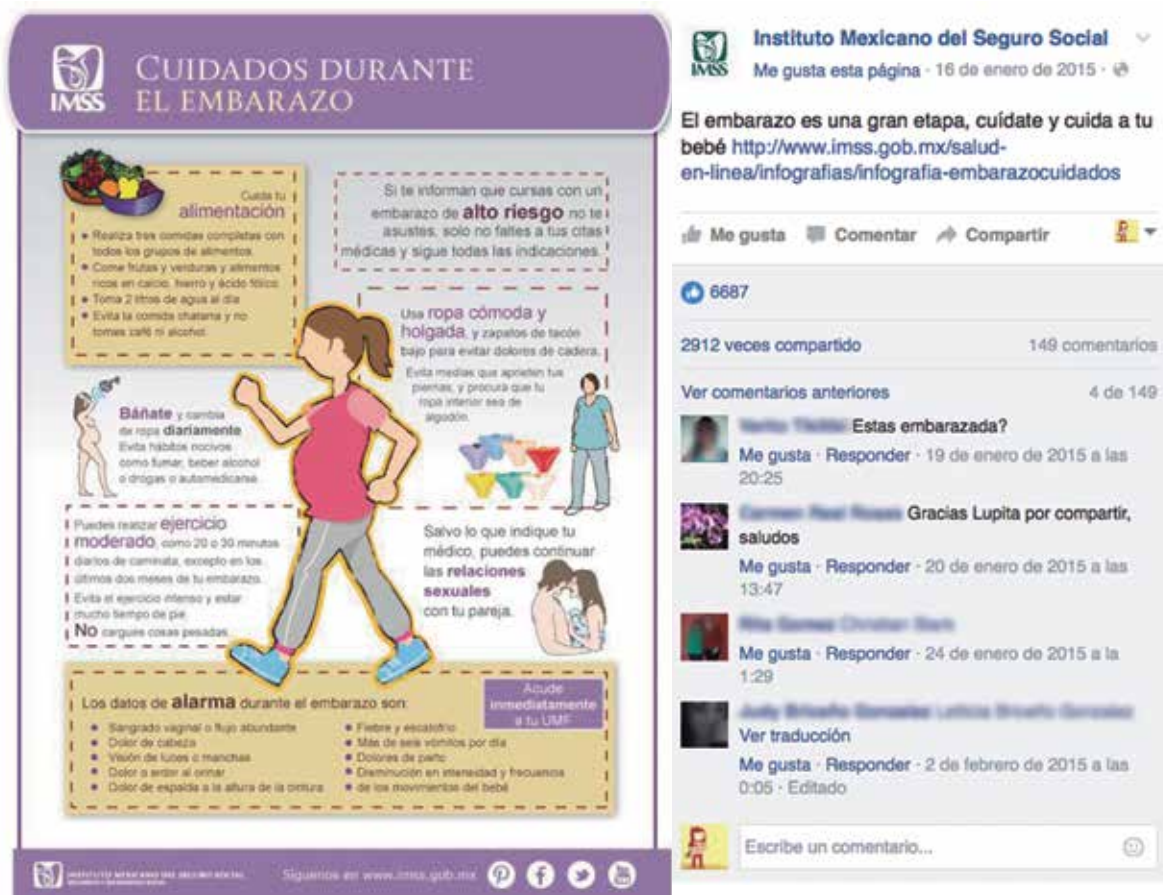 IMSS
CUIDADOS DURANTE
EL EMBARAZO
Cuida tu
alimentación
Realiza tres comidas completas con
todos los grupos de alimentos.
Come frutas y verduras y alimentos
ricos en calcio, hierro y ácido fólico.
Toma 2 litros de agua al día
Evita la comida chatarra y no
tomes café ni alcohol.
Si te informan que cursas con un
embarazo de alto riesgo no te
asustes, solo no faltes a tus citas
médicas y sigue todas las indicaciones.
Usa ropa cómoda y
holgada, y zapatos de tacón
bajo para evitar dolores de cadera.
Evita medias que aprieten tus
piernas, y procura que tu
ropa interior sea de
algodón.
Báñate y cambia
de ropa diariamente
Evita hábitos nocivos
como fumar, beber alcohol
o drogas o automedicarse.
Puedes realizar ejercicio
moderado, como 20 o 30 minutos
diarios de caminata, excepto en los
últimos dos meses de tu embarazo.
Evita el ejercicio intenso y estar
mucho tiempo de pie.
No cargues cosas pesadas.
Salvo lo que indique tu
médico, puedes continuar
las relaciones
sexuales
con tu pareja.
Los datos de alarma durante el embarazo son:
Acude
inmediatamente
a tu UMF
Sangrado vaginal o flujo abundante
Dolor de cabeza
Visión de luces o manchas
Dolor o ardor al orinar
Dolor de espalda a la altura de la cintura
Fiebre y escalofrío
Más de seis vómitos por día
Dolores de parto
Disminución en intensidad y frecuencia
de los movimientos del bebé
INSTITUTO MEXICANO DEL SEGURO SOCIAL
Síguenos en www.imss.gob.mx
IMSS
Instituto Mexicano del Seguro Social
Me gusta esta página · 16 de enero de 2015 ·
El embarazo es una gran etapa, cuídate y cuida a tu
bebé http://www.imss.gob.mx/salud-
en-linea/infografias/infografia-embarazocuidados
Me gusta Comentar Compartir
6687
2912 veces compartido 149 comentarios
Ver comentarios anteriores 4 de 149
Estas embarazada?
Me gusta · Responder · 19 de enero de 2015 a las
20:25
Gracias Lupita por compartir,
saludos
Me gusta · Responder · 20 de enero de 2015 a las
13:47
Me gusta · Responder · 24 de enero de 2015 a la
1:29
Ver traducción
Me gusta · Responder · 2 de febrero de 2015 a las
0:05 · Editado
Escribe un comentario...